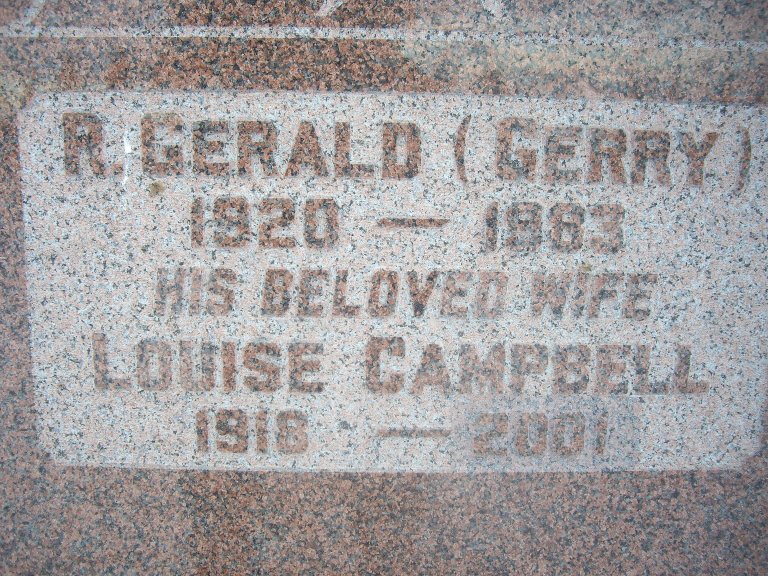 R. GERALD (GERRY)
1920 — 1983
HIS BELOVED WIFE
LOUISE CAMPBELL
1918 — 2001